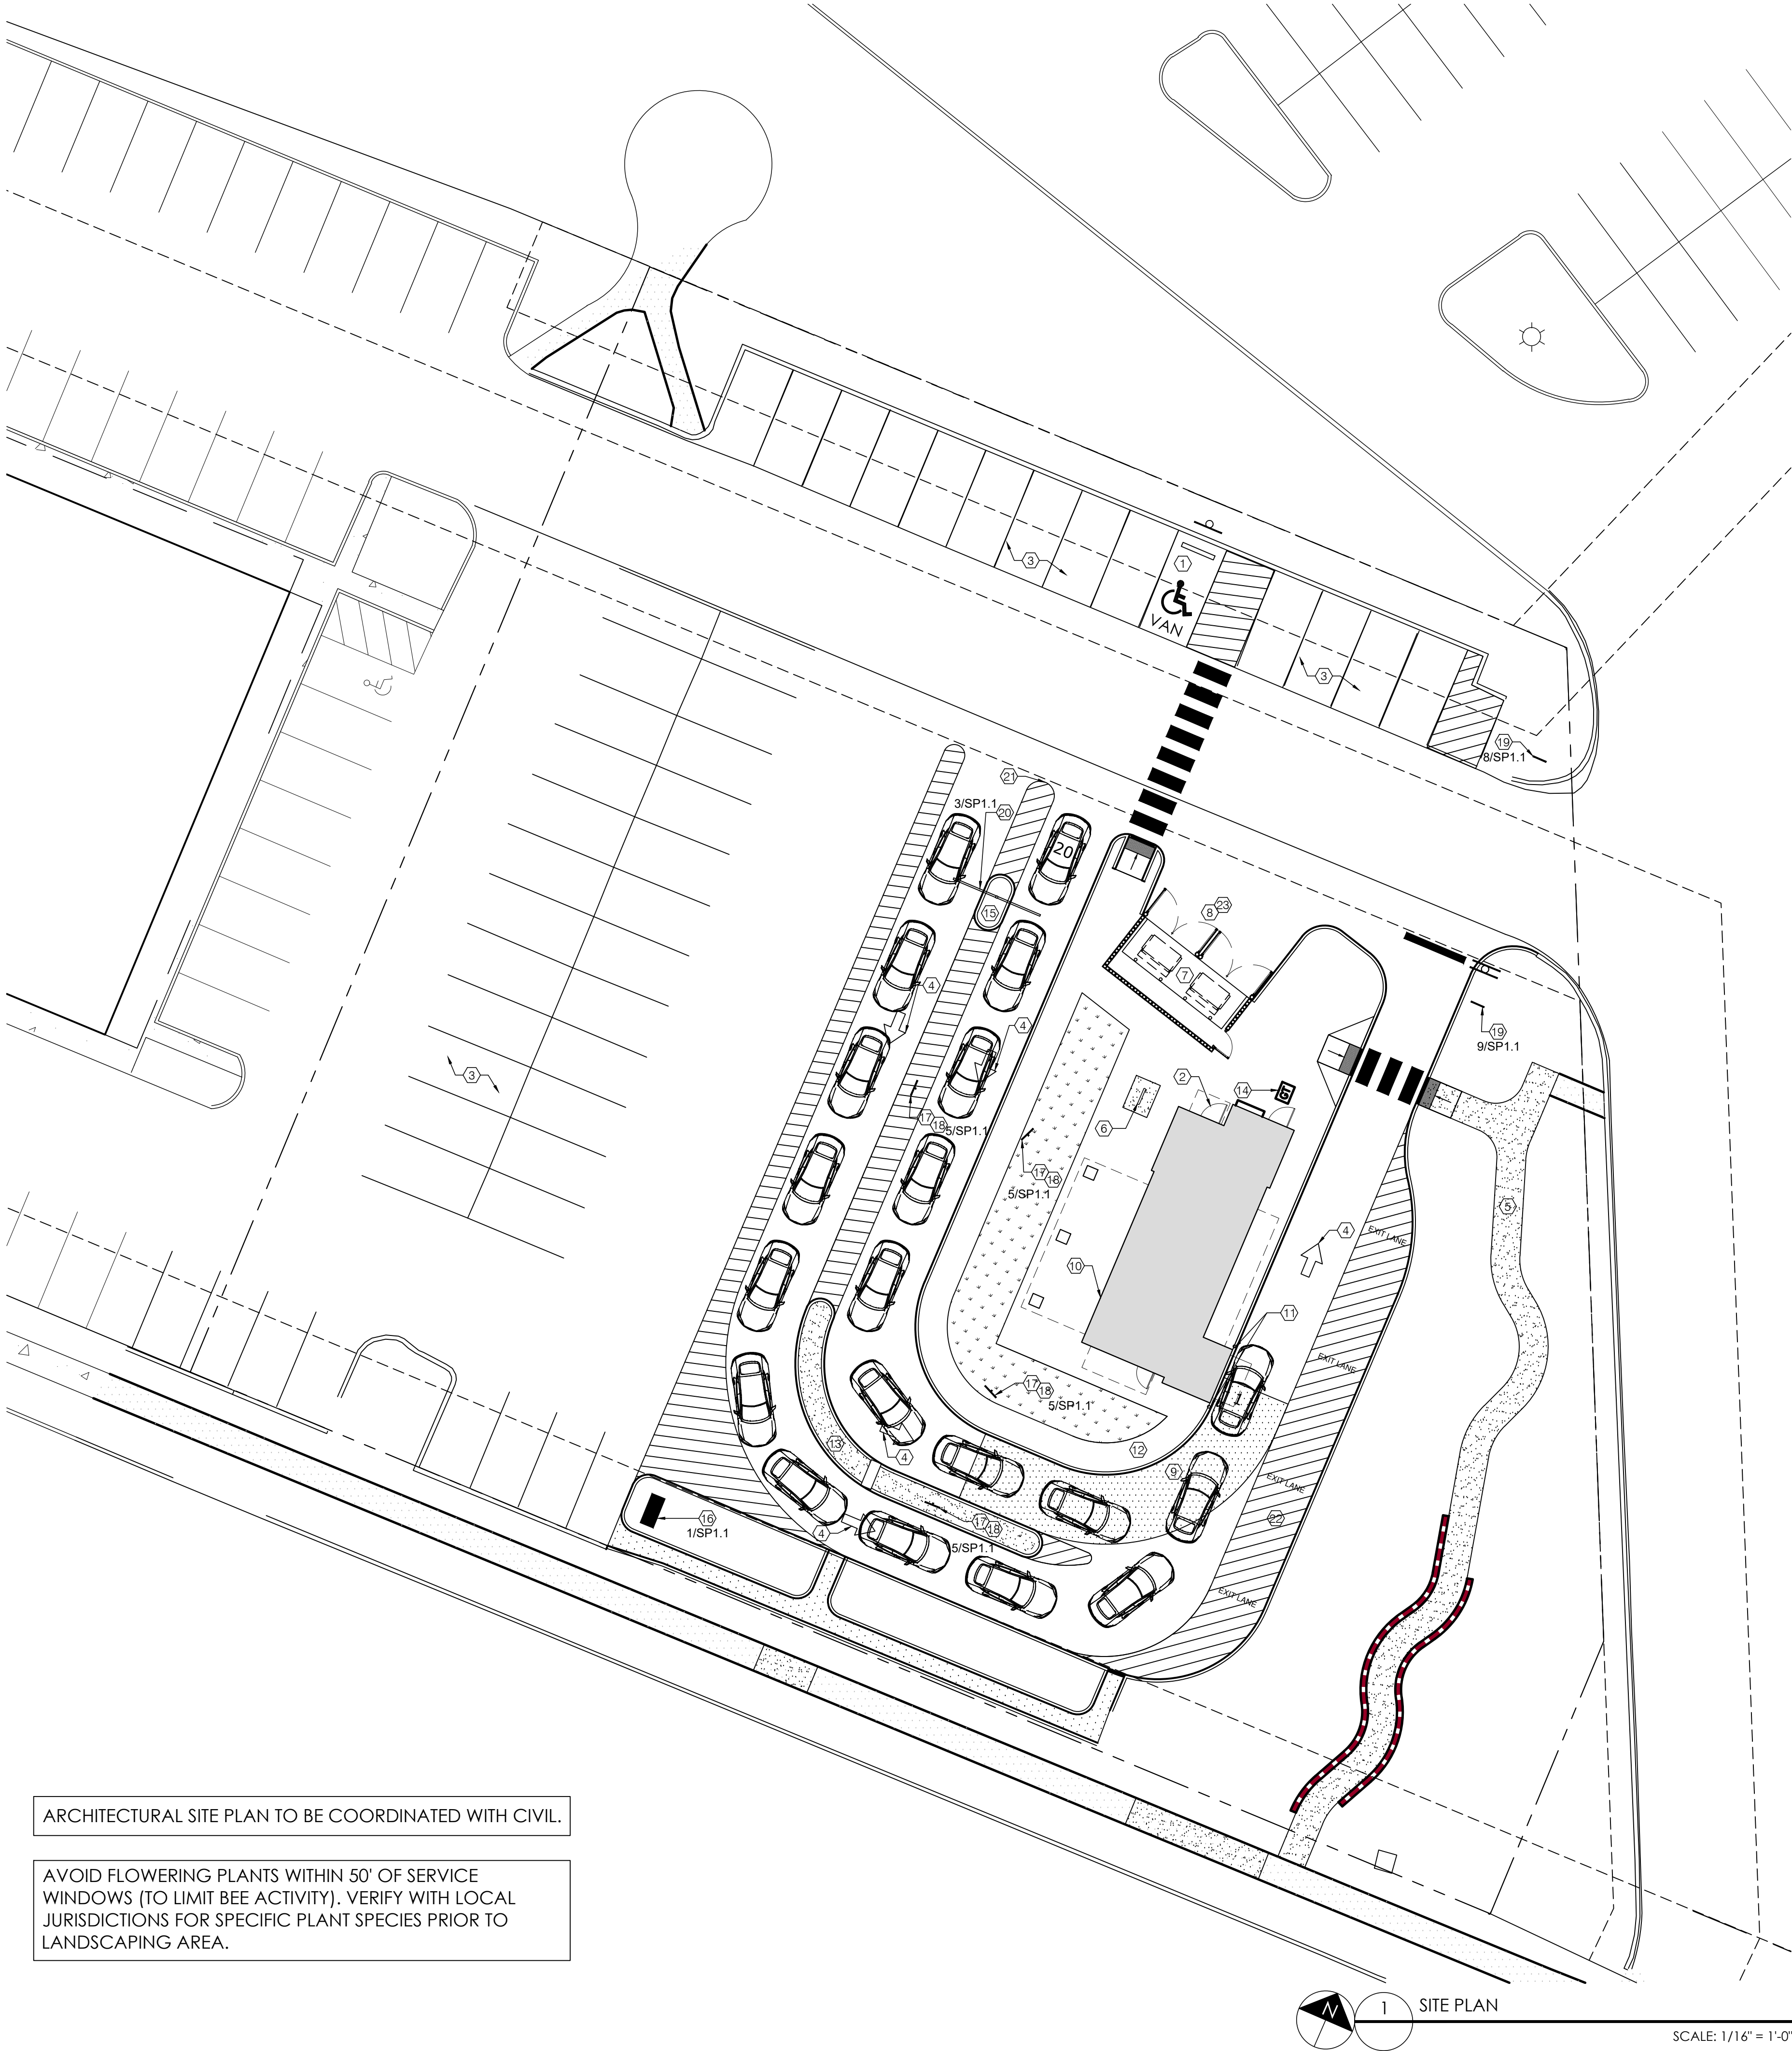 3
1
VAN
3
19
8/SP1.1
21
3/SP1.1
20
20
15
8
23
7
4
4
19
9/SP1.1
3
2
14
GT
6
17
18
5/SP1.1
17
18
5/SP1.1
5
4
EXIT LANE
10
11
EXIT LANE
1
17
18
5/SP1.1
12
13
4
9
EXIT LANE
16
1/SP1.1
4
17
18
5/SP1.1
22
EXIT LANE
ARCHITECTURAL SITE PLAN TO BE COORDINATED WITH CIVIL.
AVOID FLOWERING PLANTS WITHIN 50' OF SERVICE
WINDOWS (TO LIMIT BEE ACTIVITY). VERIFY WITH LOCAL
JURISDICTIONS FOR SPECIFIC PLANT SPECIES PRIOR TO
LANDSCAPING AREA.
N
1
SITE PLAN
SCALE: 1/16" = 1'-0"